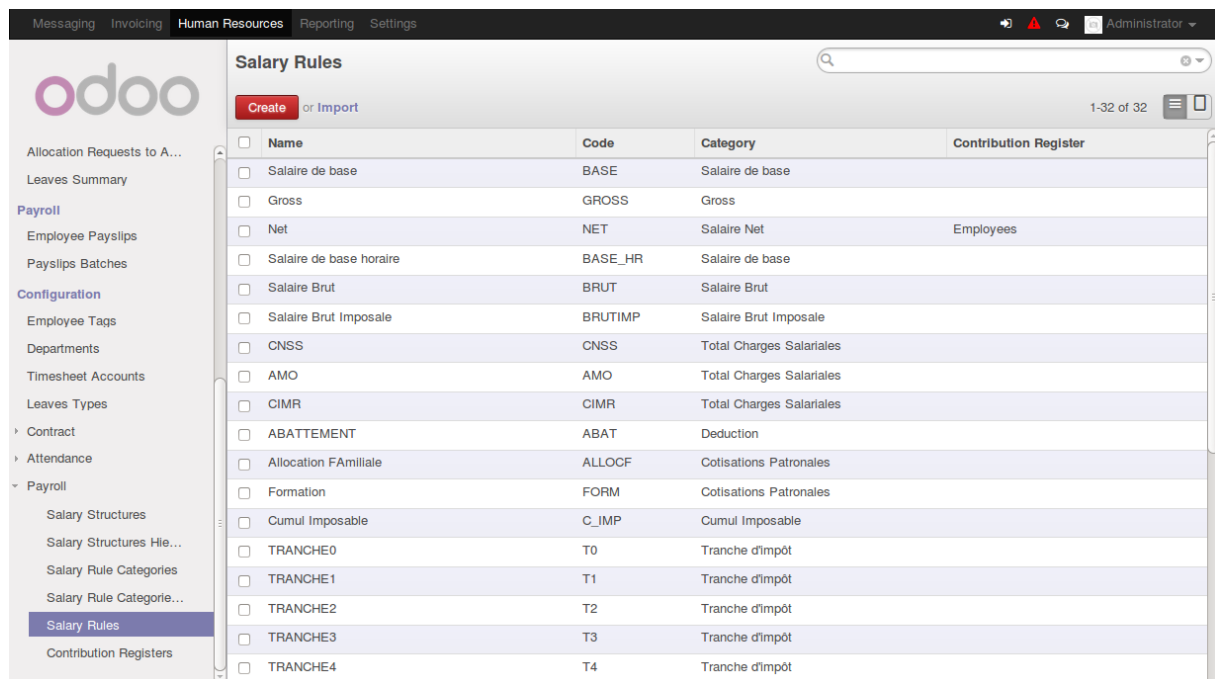 Messaging Invoicing Human Resources Reporting Settings Administrator
odoo
Allocation Requests to A...
Leaves Summary
Payroll
Employee Payslips
Payslips Batches
Configuration
Employee Tags
Departments
Timesheet Accounts
Leaves Types
Contract
Attendance
Payroll
Salary Structures
Salary Structures Hie...
Salary Rule Categories
Salary Rule Categorie...
Salary Rules
Contribution Registers
Salary Rules
Create or Import 1-32 of 32
Name Code Category Contribution Register
Salaire de base BASE Salaire de base
Gross GROSS Gross
Net NET Salaire Net Employees
Salaire de base horaire BASE_HR Salaire de base
Salaire Brut BRUT Salaire Brut
Salaire Brut Imposale BRUTIMP Salaire Brut Imposale
CNSS CNSS Total Charges Salariales
AMO AMO Total Charges Salariales
CIMR CIMR Total Charges Salariales
ABATTEMENT ABAT Deduction
Allocation FAmiliale ALLOCF Cotisations Patronales
Formation FORM Cotisations Patronales
Cumul Imposable C_IMP Cumul Imposable
TRANCHE0 T0 Tranche d'impôt
TRANCHE1 T1 Tranche d'impôt
TRANCHE2 T2 Tranche d'impôt
TRANCHE3 T3 Tranche d'impôt
TRANCHE4 T4 Tranche d'impôt